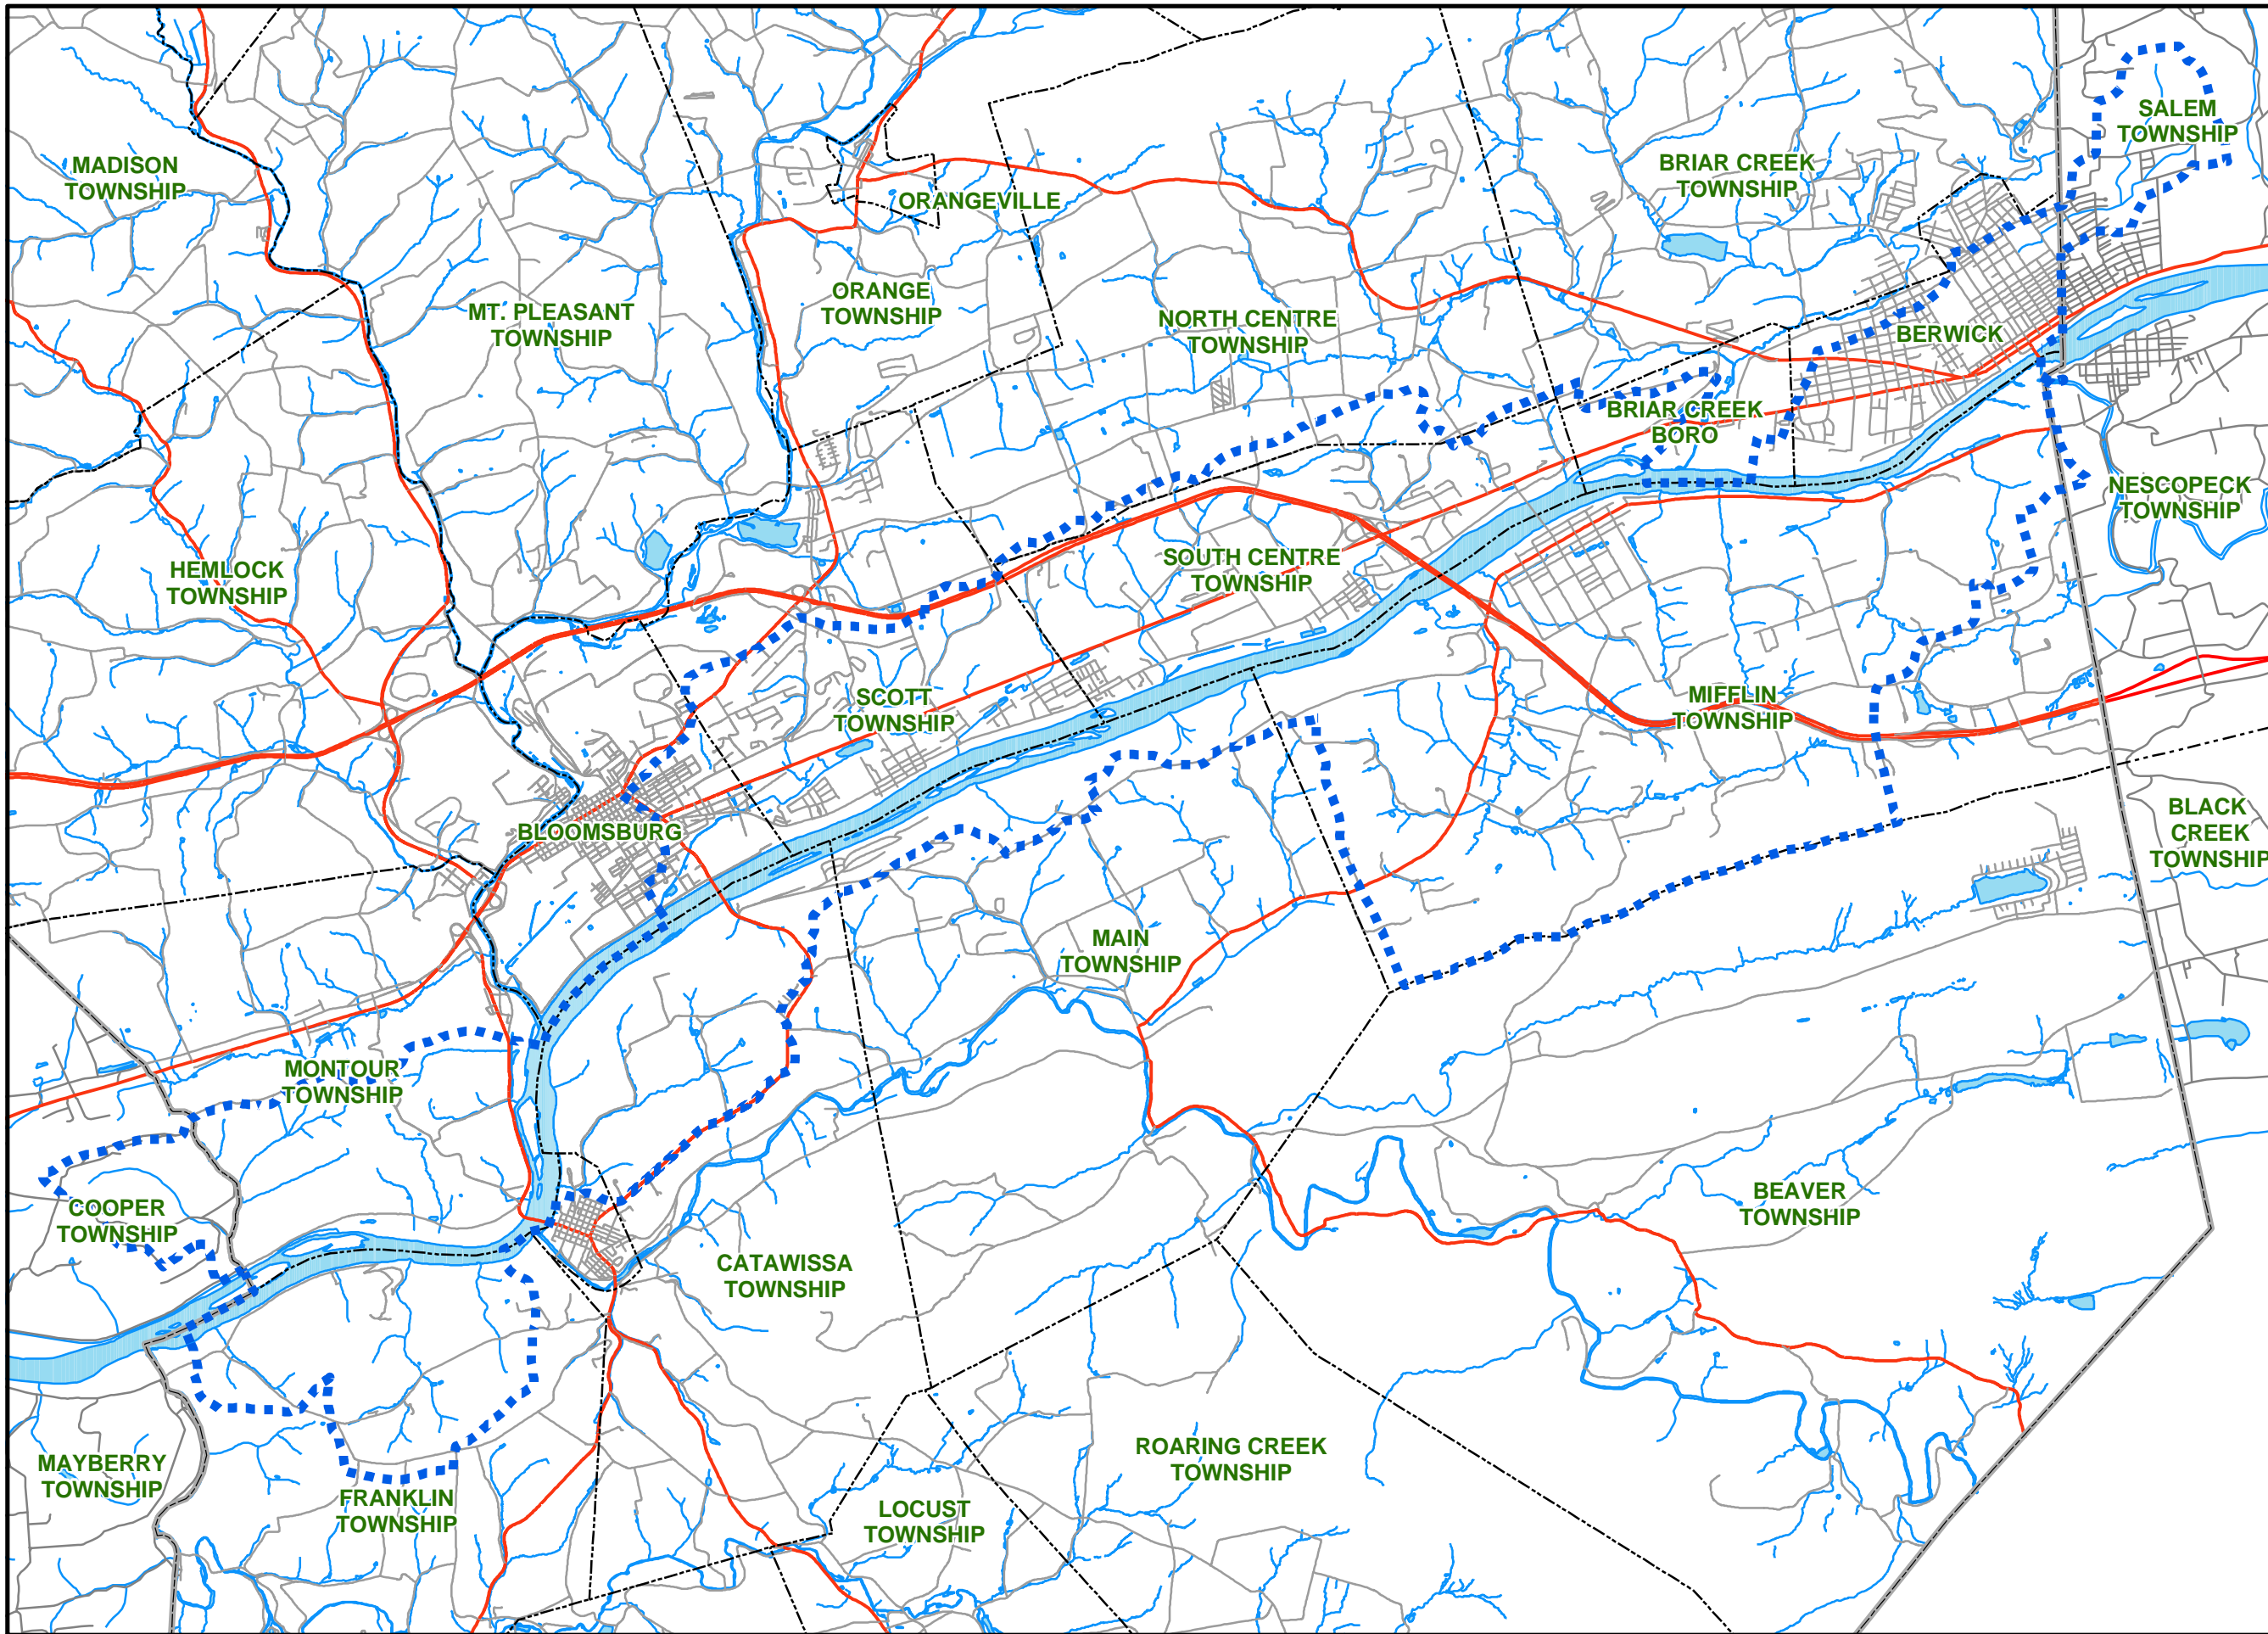 SALEM
TOWNSHIP
MADISON
TOWNSHIP
BRIAR CREEK
TOWNSHIP
ORANGEVILLE
ORANGE
TOWNSHIP
MT. PLEASANT
TOWNSHIP
NORTH CENTRE
TOWNSHIP
BERWICK
BRIAR CREEK
BORO
NESCOPECK
TOWNSHIP
HEMLOCK
TOWNSHIP
SOUTH CENTRE
TOWNSHIP
SCOTT
TOWNSHIP
MIFFLIN
TOWNSHIP
BLOOMSBURG
BLACK
CREEK
TOWNSHIP
MAIN
TOWNSHIP
MONTOUR
TOWNSHIP
COOPER
TOWNSHIP
BEAVER
TOWNSHIP
CATAWISSA
TOWNSHIP
ROARING CREEK
TOWNSHIP
MAYBERRY
TOWNSHIP
FRANKLIN
TOWNSHIP
LOCUST
TOWNSHIP